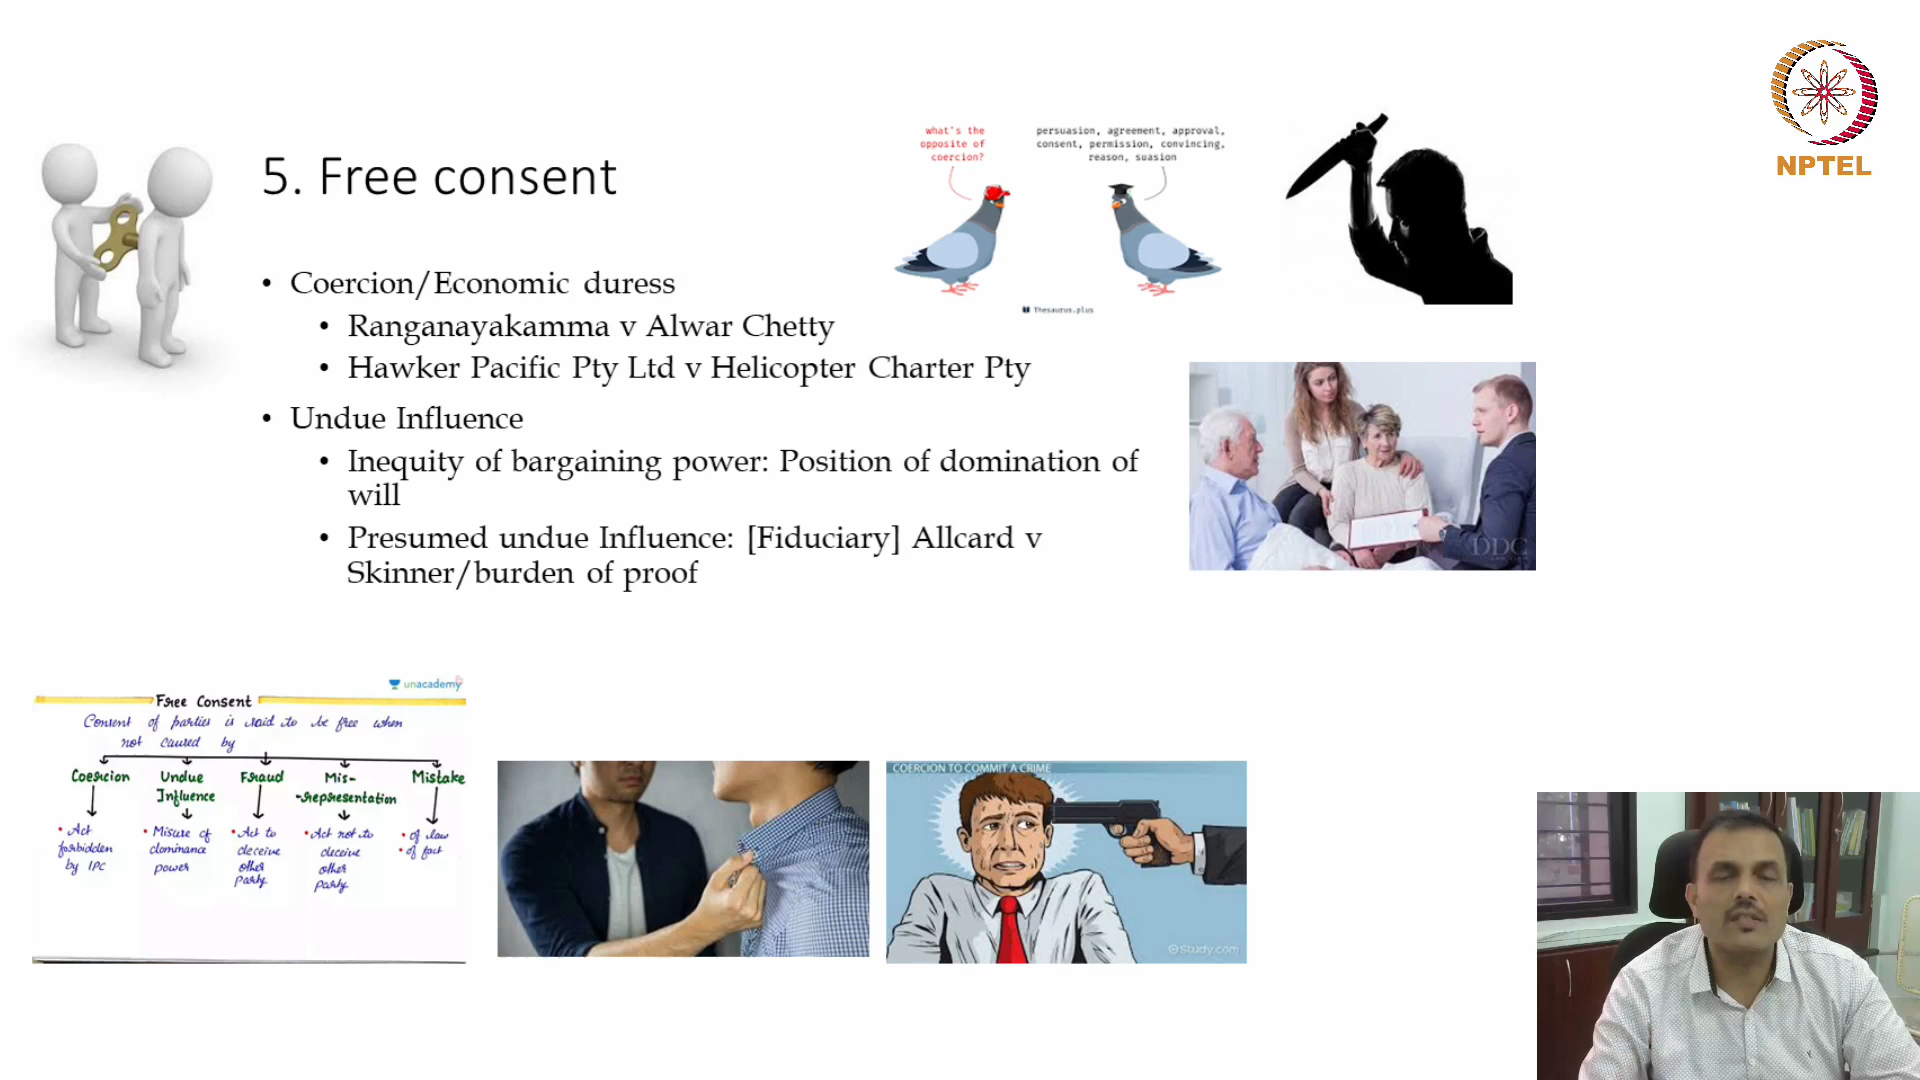 NPTEL
what's the
opposite of
coercion?
persuasion, agreement, approval,
consent, permission, convincing,
reason, suasion
Thesaurus.plus
5. Free consent
• Coercion/Economic duress
• Ranganayakamma v Alwar Chetty
• Hawker Pacific Pty Ltd v Helicopter Charter Pty
• Undue Influence
• Inequity of bargaining power: Position of domination of
will
• Presumed undue Influence: [Fiduciary] Allcard v
Skinner/burden of proof
DDC
unacademy
Free Consent
Consent of parties is said to be free when
not caused by
Coercion
Undue
Influence
Fraud
Mis-
-representation
Mistake
• Act
forbidden
by IPC
• Misuse of
dominance
power
• Act to
deceive
other
party
• Act not to
deceive
other
party
• of law
• of fact
COERCION TO COMMIT A CRIME
Study.com